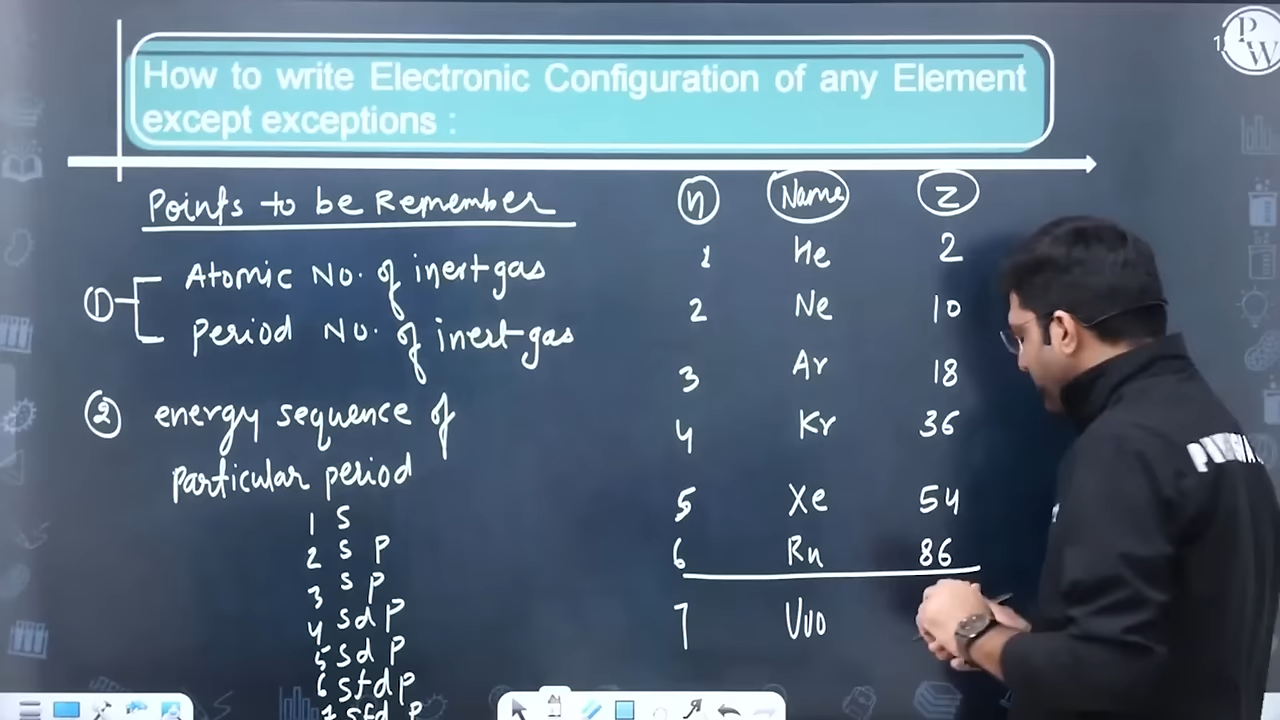 How to write Electronic Configuration of any Element
except exceptions :
PW
Points to be Remember
① Atomic No. of inert gas
Period No. of inert gas
② energy sequence of
particular period
1 s
2 s p
3 s p
4 s d p
5 s d p
6 s f d p
7 s f d p
n Name Z
1 He 2
2 Ne 10
3 Ar 18
4 Kr 36
5 Xe 54
6 Rn 86
7 Uuo